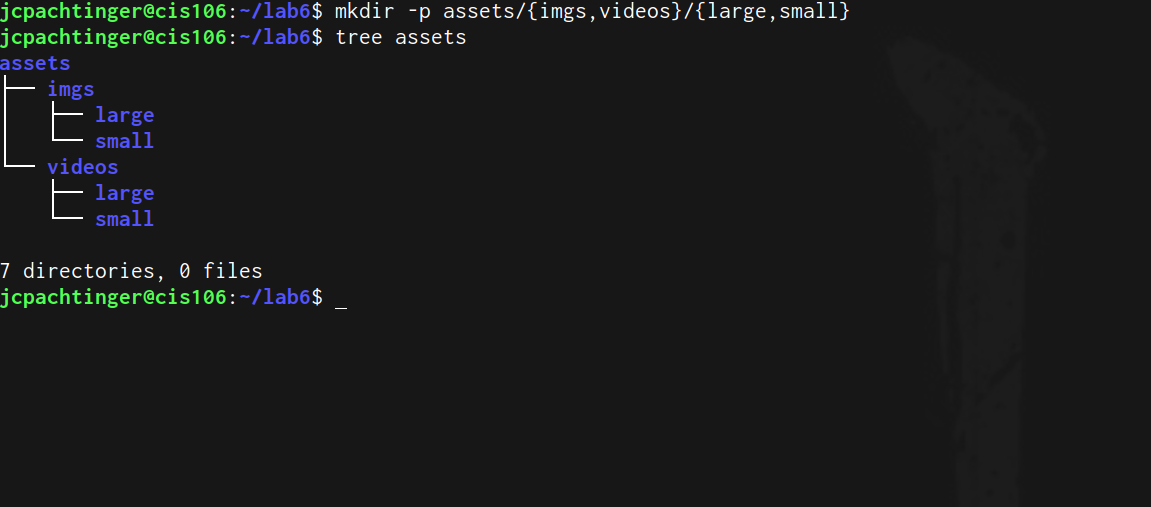 jcpachtinger@cis106:~/lab6$ mkdir -p assets/{imgs,videos}/{large,small}
jcpachtinger@cis106:~/lab6$ tree assets
assets
├── imgs
│   ├── large
│   └── small
└── videos
    ├── large
    └── small

7 directories, 0 files
jcpachtinger@cis106:~/lab6$ _